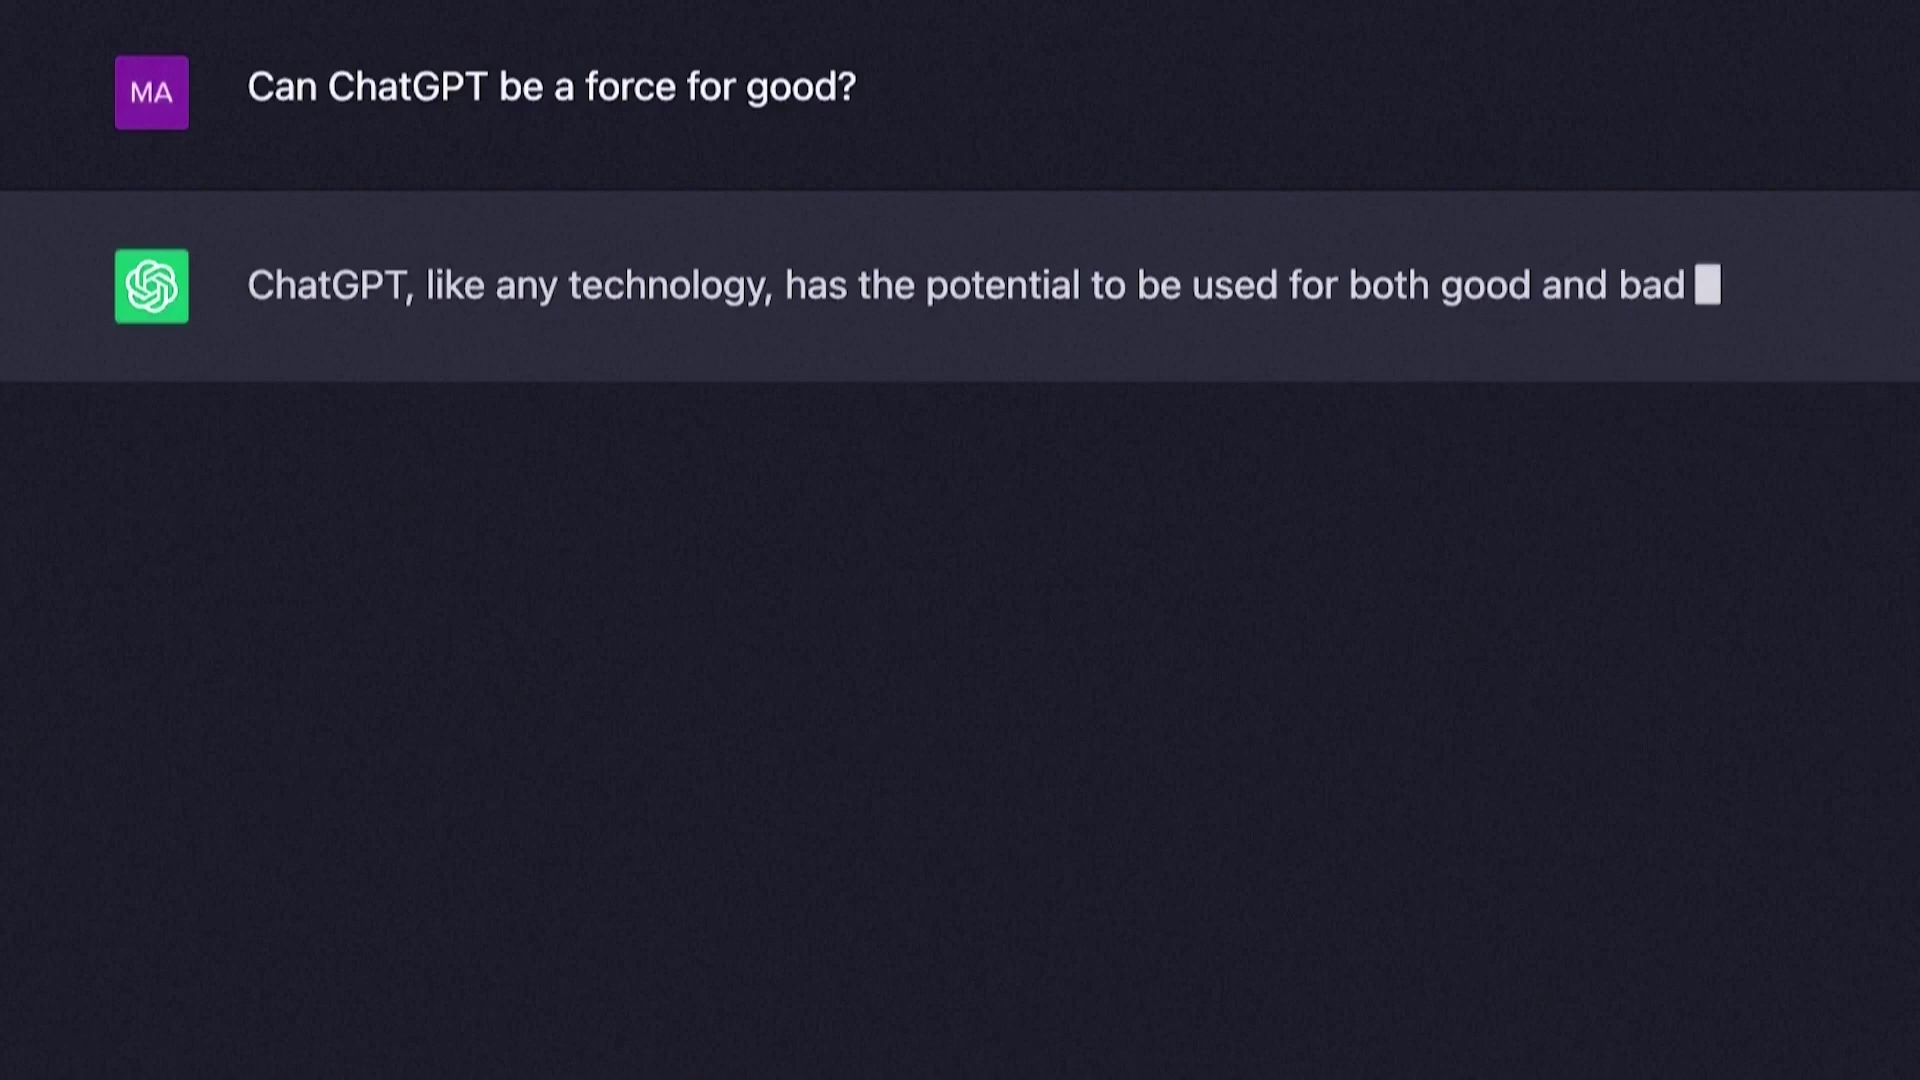 MA
Can ChatGPT be a force for good?
ChatGPT, like any technology, has the potential to be used for both good and bad